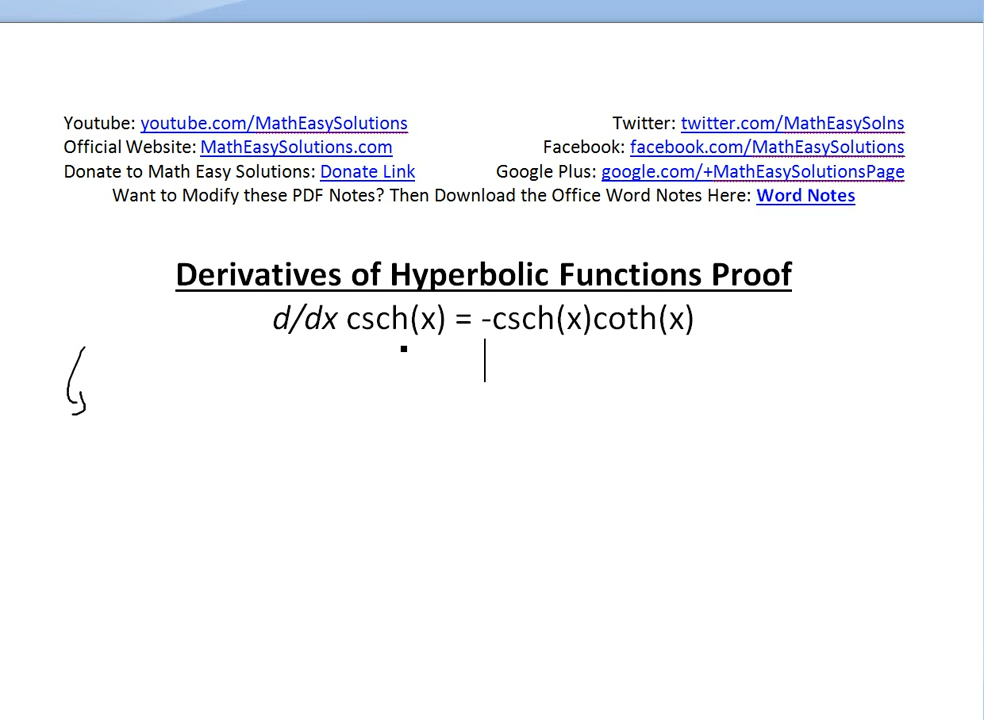 Youtube: youtube.com/MathEasySolutions Twitter: twitter.com/MathEasySolns
Official Website: MathEasySolutions.com Facebook: facebook.com/MathEasySolutions
Donate to Math Easy Solutions: Donate Link Google Plus: google.com/+MathEasySolutionsPage
Want to Modify these PDF Notes? Then Download the Office Word Notes Here: Word Notes
Derivatives of Hyperbolic Functions Proof
d/dx csch(x) = -csch(x)coth(x)